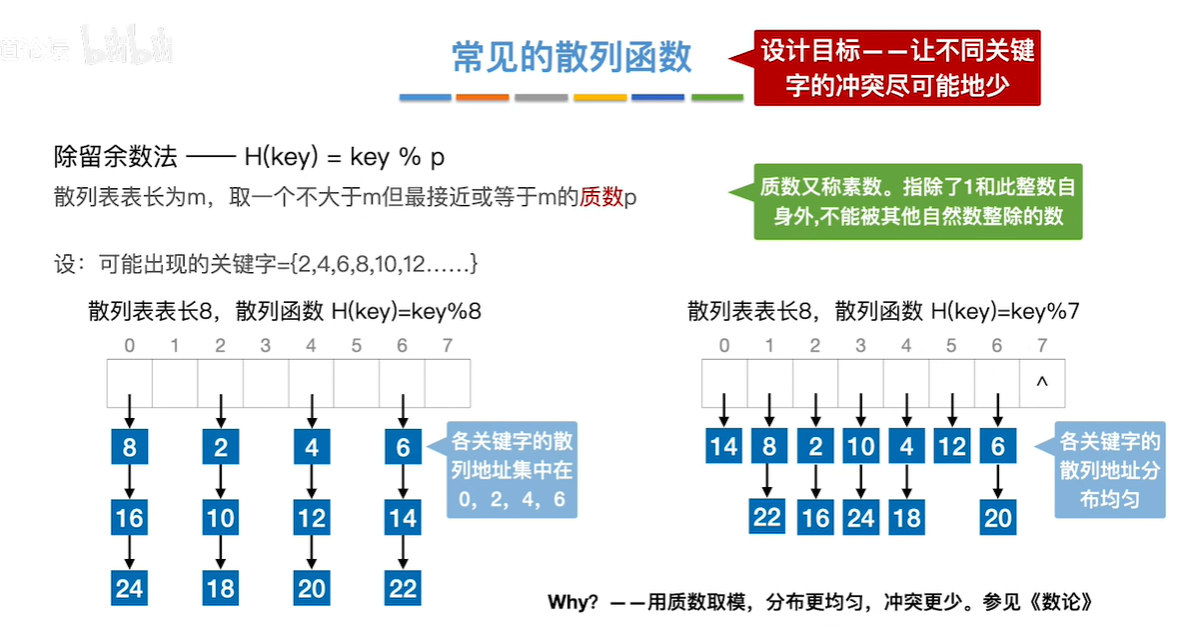 bilibili
常见的散列函数
设计目标——让不同关键
字的冲突尽可能地少
除留余数法 —— H(key) = key % p
散列表表长为m，取一个不大于m但最接近或等于m的质数p
质数又称素数。指除了1和此整数自
身外,不能被其他自然数整除的数
设：可能出现的关键字={2,4,6,8,10,12……}
散列表表长8，散列函数 H(key)=key%8
0 1 2 3 4 5 6 7
8 2 4 6
16 10 12 14
24 18 20 22
各关键字的散
列地址集中在
0，2，4，6
散列表表长8，散列函数 H(key)=key%7
0 1 2 3 4 5 6 7
^
14 8 2 10 4 12 6
22 16 24 18 20
各关键字的
散列地址分
布均匀
Why？——用质数取模，分布更均匀，冲突更少。参见《数论》